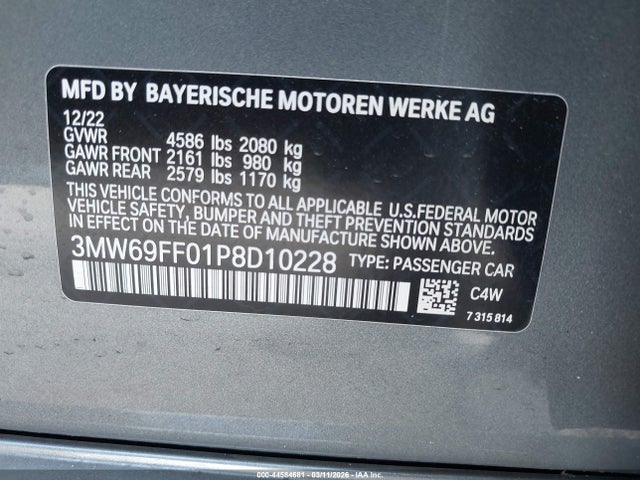 MFD BY BAYERISCHE MOTOREN WERKE AG
12/22
GVWR 4586 lbs 2080 kg
GAWR FRONT 2161 lbs 980 kg
GAWR REAR 2579 lbs 1170 kg
THIS VEHICLE CONFORMS TO ALL APPLICABLE U.S.FEDERAL MOTOR
VEHICLE SAFETY, BUMPER AND THEFT PREVENTION STANDARDS
IN EFFECT ON THE DATE OF MANUFACTURE SHOWN ABOVE.
3MW69FF01P8D10228 TYPE: PASSENGER CAR
C4W
7 315 814
000-44584681 - 03/11/2026 - IAA Inc.